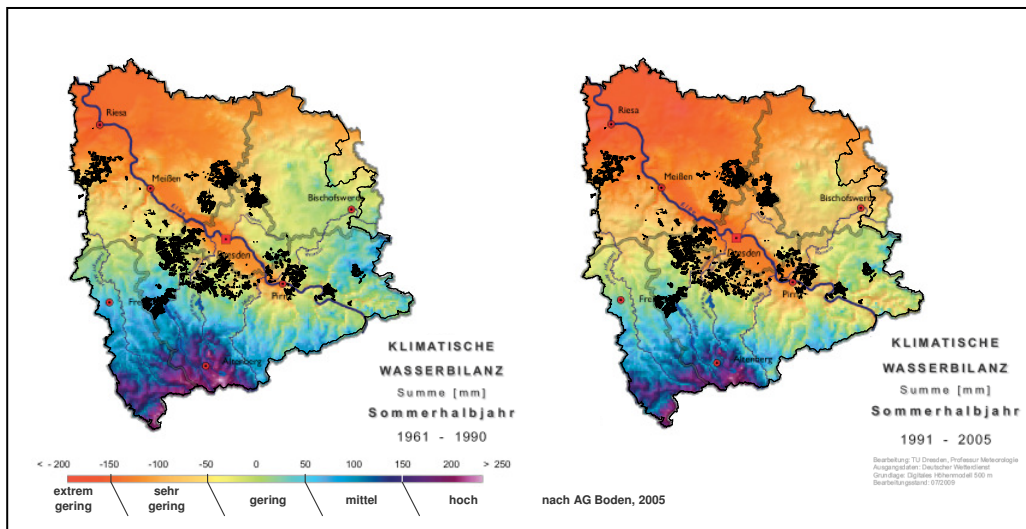 Riesa
Meißen
Elbe
Bischofswerda
Dresden
Pirna
Altenberg
KLIMATISCHE
WASSERBILANZ
Summe [mm]
Sommerhalbjahr
1961 - 1990
< - 200 -150 -100 -50 0 50 100 150 200 > 250
extrem gering
sehr gering
gering
mittel
hoch
nach AG Boden, 2005
Riesa
Meißen
Elbe
Bischofswerda
Dresden
Altenberg
KLIMATISCHE
WASSERBILANZ
Summe [mm]
Sommerhalbjahr
1991 - 2005
Bearbeitung: TU Dresden, Professur Meteorologie
Ausgangsdaten: Deutscher Wetterdienst
Grundlage: Digitales Höhenmodell 500 m
Bearbeitungsstand: 07/2009